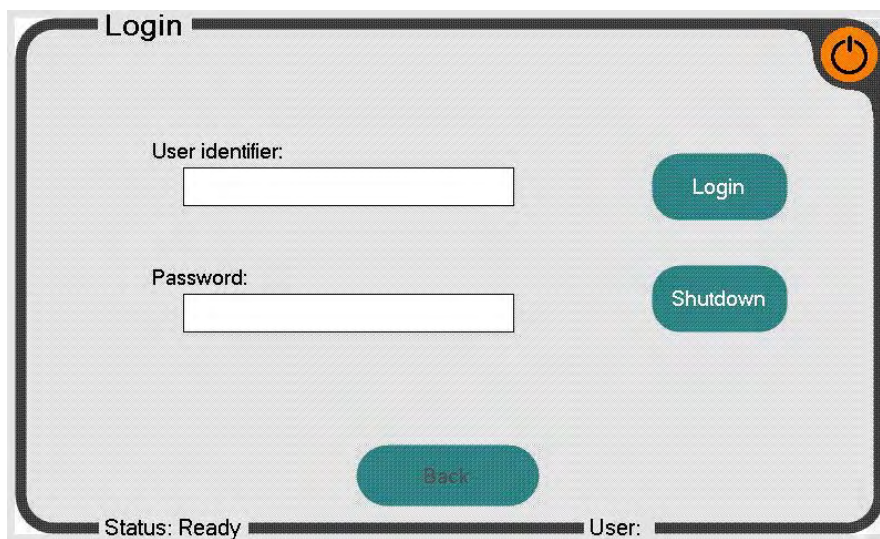 Login
User identifier:
Login
Password:
Shutdown
Back
Status: Ready
User: